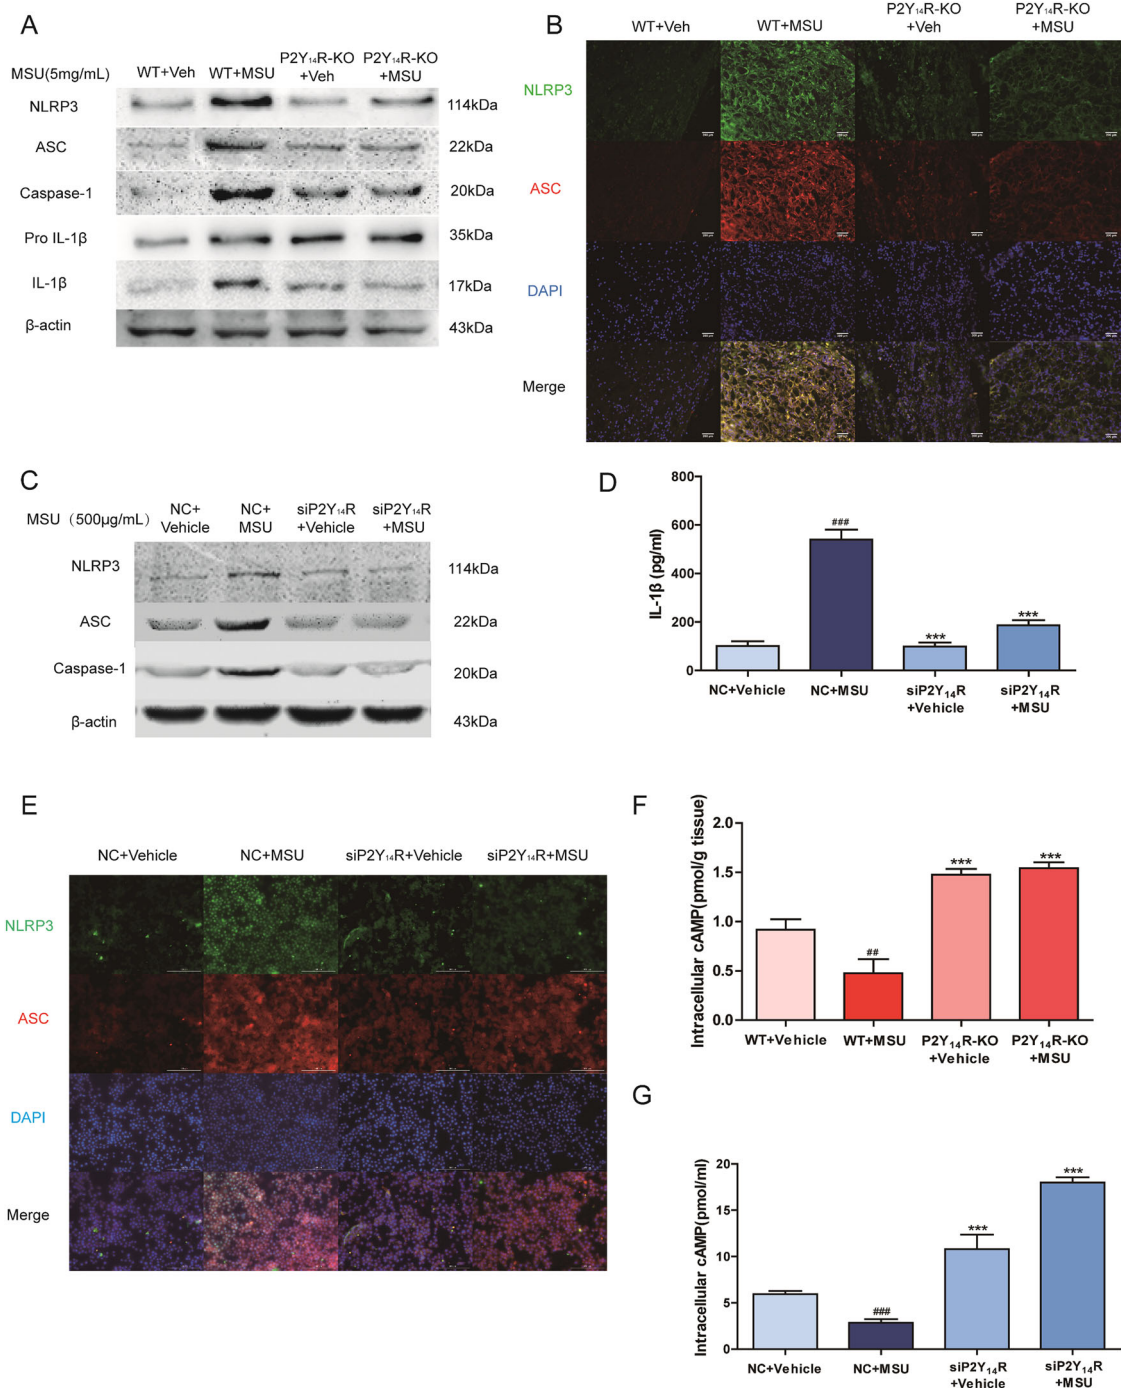 A
MSU(5mg/mL) WT+Veh WT+MSU P2Y₁₄R-KO +Veh P2Y₁₄R-KO +MSU
NLRP3 114kDa
ASC 22kDa
Caspase-1 20kDa
Pro IL-1β 35kDa
IL-1β 17kDa
β-actin 43kDa
B
WT+Veh WT+MSU P2Y₁₄R-KO +Veh P2Y₁₄R-KO +MSU
NLRP3
ASC
DAPI
Merge
C
MSU（500μg/mL） NC+ Vehicle NC+ MSU siP2Y₁₄R +Vehicle siP2Y₁₄R +MSU
NLRP3 114kDa
ASC 22kDa
Caspase-1 20kDa
β-actin 43kDa
D
IL-1β (pg/ml)
800
600
400
200
0
###
***
***
NC+Vehicle NC+MSU siP2Y₁₄R +Vehicle siP2Y₁₄R +MSU
E
NC+Vehicle NC+MSU siP2Y₁₄R+Vehicle siP2Y₁₄R+MSU
NLRP3
ASC
DAPI
Merge
F
Intracellular cAMP(pmol/g tissue)
2.0
1.5
1.0
0.5
0.0
##
***
***
WT+Vehicle WT+MSU P2Y₁₄R-KO +Vehicle P2Y₁₄R-KO +MSU
G
Intracellular cAMP(pmol/ml)
20
15
10
5
0
###
***
***
NC+Vehicle NC+MSU siP2Y₁₄R +Vehicle siP2Y₁₄R +MSU